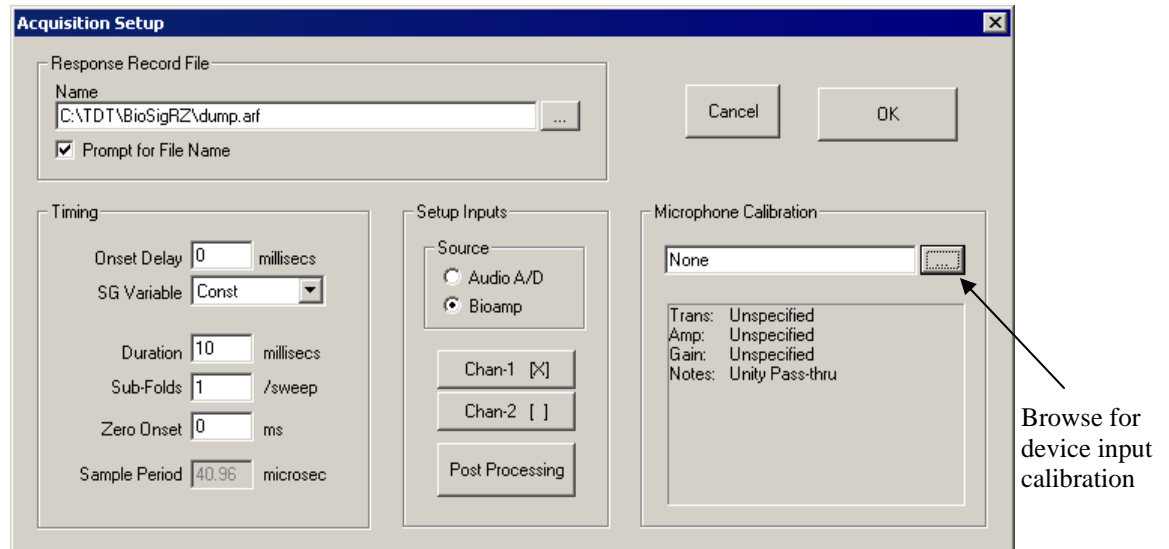 Acquisition Setup
Response Record File
Name
C:\TDT\BioSigRZ\dump.arf
...
Prompt for File Name
Cancel
OK
Timing
Onset Delay 0 millisecs
SG Variable Const
Duration 10 millisecs
Sub-Folds 1 /sweep
Zero Onset 0 ms
Sample Period 40.96 microsec
Setup Inputs
Source
Audio A/D
Bioamp
Chan-1 [X]
Chan-2 [ ]
Post Processing
Microphone Calibration
None
...
Trans: Unspecified
Amp: Unspecified
Gain: Unspecified
Notes: Unity Pass-thru
Browse for
device input
calibration